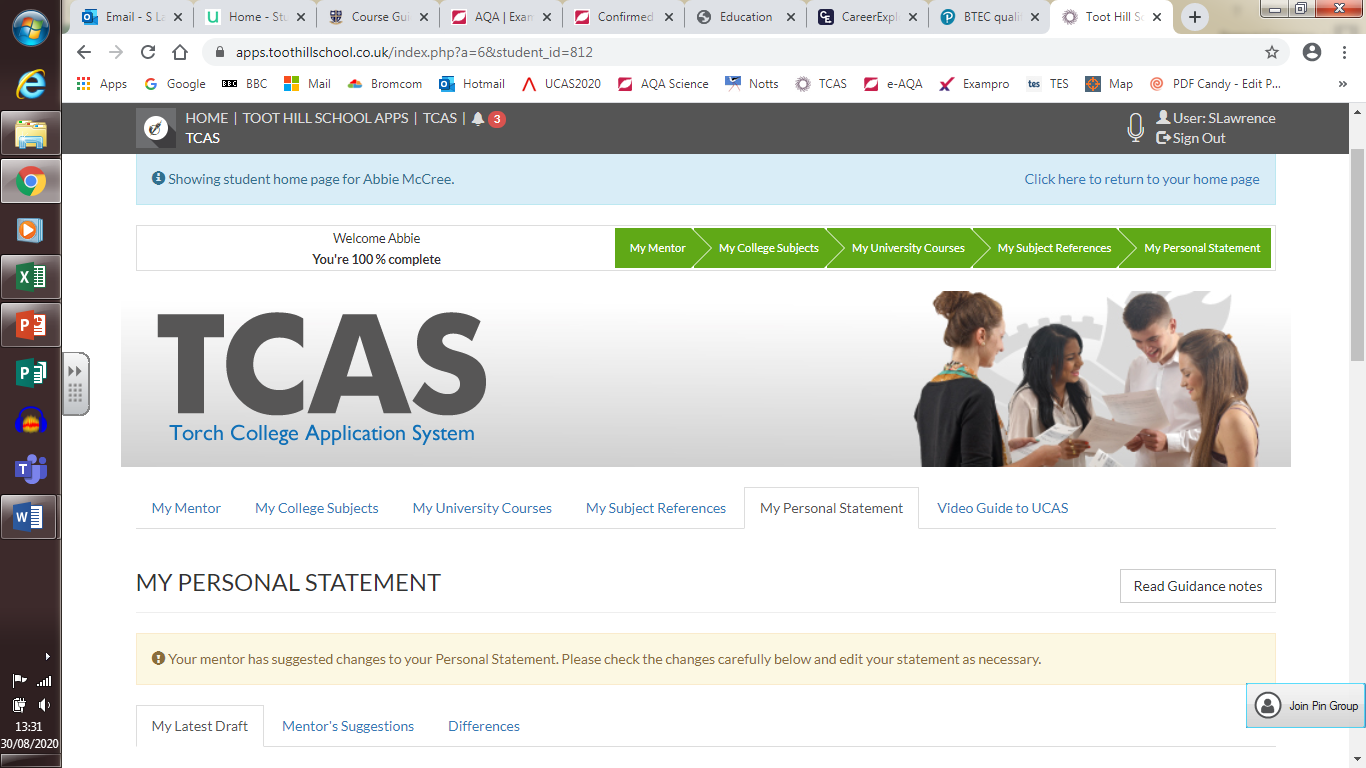 Email - S La
Home - Stu
Course Gui
AQA | Exam
Confirmed
Education
CareerExpl
BTEC quali
Toot Hill Sc
apps.toothillschool.co.uk/index.php?a=6&student_id=812
Apps Google BBC Mail Bromcom Hotmail UCAS2020 AQA Science Notts TCAS e-AQA Exampro tes TES Map PDF Candy - Edit P... »
HOME | TOOT HILL SCHOOL APPS | TCAS | 3
TCAS
User: SLawrence
Sign Out
Showing student home page for Abbie McCree.
Click here to return to your home page
Welcome Abbie
You're 100 % complete
My Mentor My College Subjects My University Courses My Subject References My Personal Statement
TCAS
Torch College Application System
My Mentor My College Subjects My University Courses My Subject References My Personal Statement Video Guide to UCAS
MY PERSONAL STATEMENT
Read Guidance notes
Your mentor has suggested changes to your Personal Statement. Please check the changes carefully below and edit your statement as necessary.
Join Pin Group
My Latest Draft Mentor's Suggestions Differences
13:31
30/08/2020